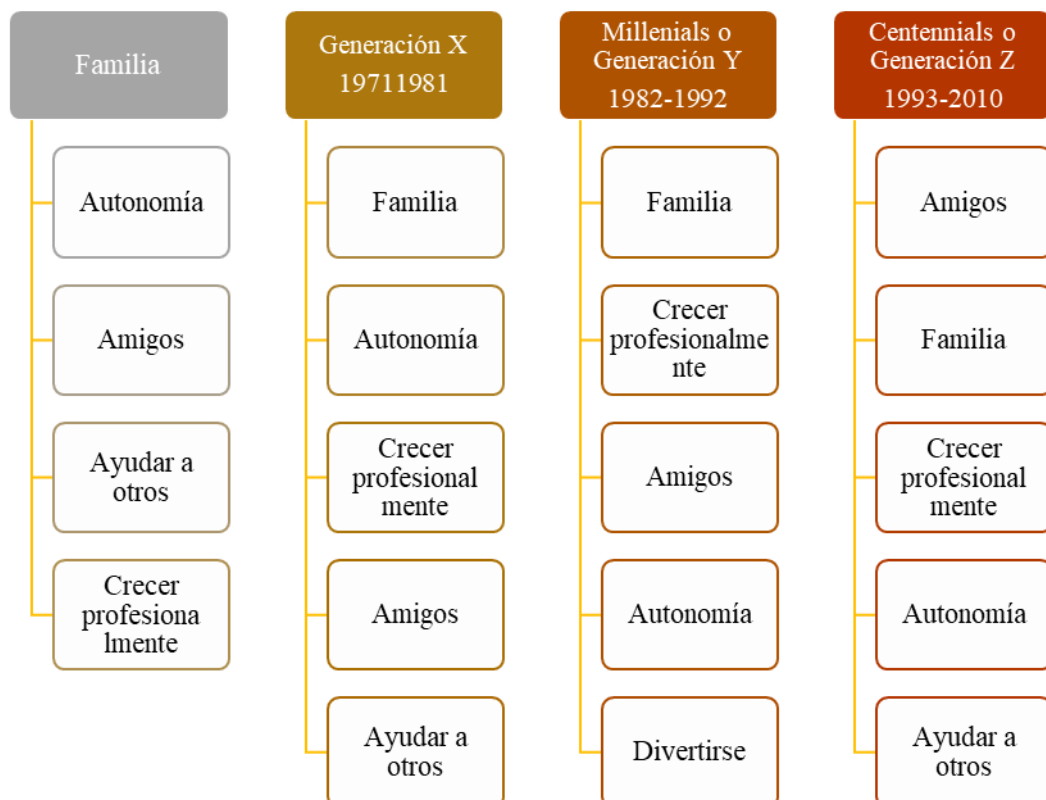 Familia
Autonomía
Amigos
Ayudar a
otros
Crecer
profesiona
lmente
Generación X
19711981
Familia
Autonomía
Crecer
profesional
mente
Amigos
Ayudar a
otros
Millenials o
Generación Y
1982-1992
Familia
Crecer
profesionalme
nte
Amigos
Autonomía
Divertirse
Centennials o
Generación Z
1993-2010
Amigos
Familia
Crecer
profesional
mente
Autonomía
Ayudar a
otros